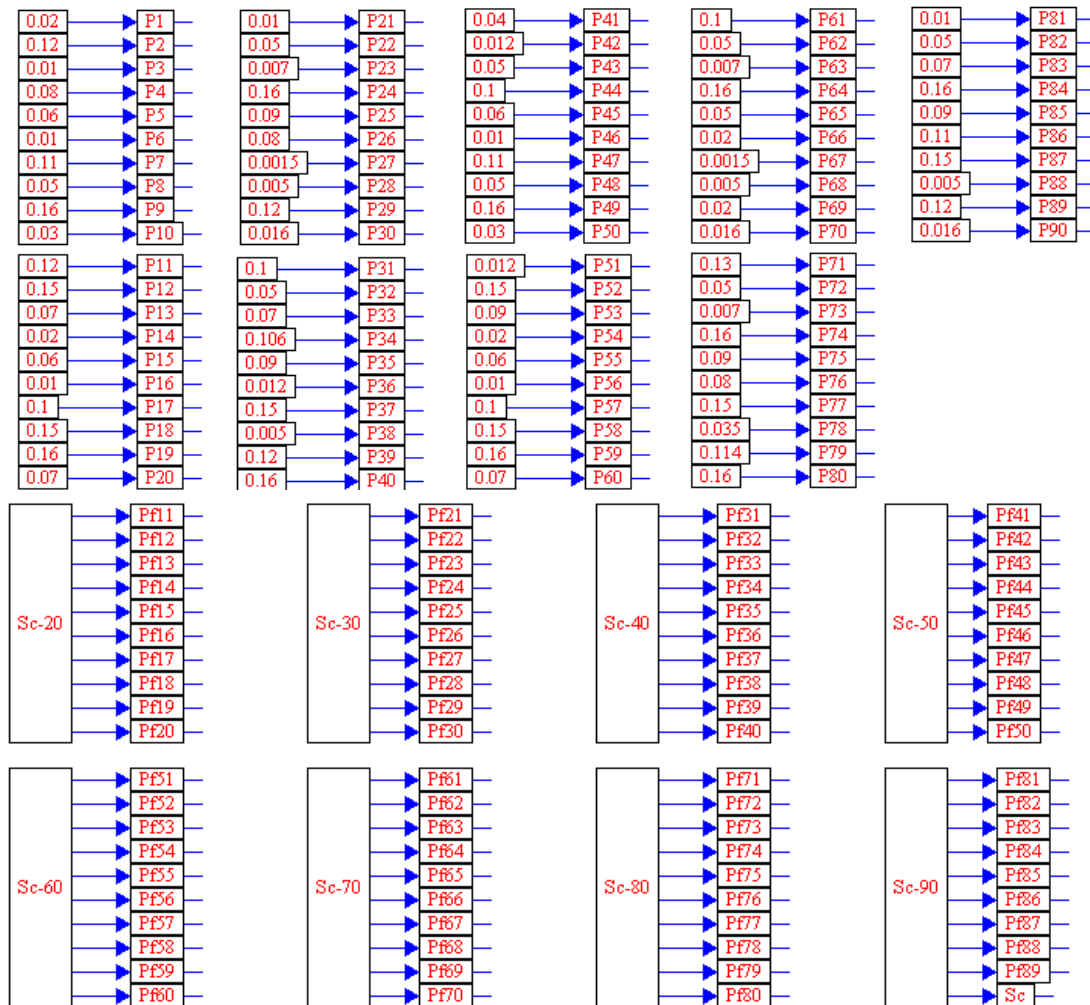 0.02 P1
0.12 P2
0.01 P3
0.08 P4
0.06 P5
0.01 P6
0.11 P7
0.05 P8
0.16 P9
0.03 P10
0.01 P21
0.05 P22
0.007 P23
0.16 P24
0.09 P25
0.08 P26
0.0015 P27
0.005 P28
0.12 P29
0.016 P30
0.04 P41
0.012 P42
0.05 P43
0.1 P44
0.06 P45
0.01 P46
0.11 P47
0.05 P48
0.16 P49
0.03 P50
0.1 P61
0.05 P62
0.007 P63
0.16 P64
0.05 P65
0.02 P66
0.0015 P67
0.005 P68
0.02 P69
0.016 P70
0.01 P81
0.05 P82
0.07 P83
0.16 P84
0.09 P85
0.11 P86
0.15 P87
0.005 P88
0.12 P89
0.016 P90
0.12 P11
0.15 P12
0.07 P13
0.02 P14
0.06 P15
0.01 P16
0.1 P17
0.15 P18
0.16 P19
0.07 P20
0.1 P31
0.05 P32
0.07 P33
0.106 P34
0.09 P35
0.012 P36
0.15 P37
0.005 P38
0.12 P39
0.16 P40
0.012 P51
0.15 P52
0.09 P53
0.02 P54
0.06 P55
0.01 P56
0.1 P57
0.15 P58
0.16 P59
0.07 P60
0.13 P71
0.05 P72
0.007 P73
0.16 P74
0.09 P75
0.08 P76
0.15 P77
0.035 P78
0.114 P79
0.16 P80
Sc-20
Pf11
Pf12
Pf13
Pf14
Pf15
Pf16
Pf17
Pf18
Pf19
Pf20
Sc-30
Pf21
Pf22
Pf23
Pf24
Pf25
Pf26
Pf27
Pf28
Pf29
Pf30
Sc-40
Pf31
Pf32
Pf33
Pf34
Pf35
Pf36
Pf37
Pf38
Pf39
Pf40
Sc-50
Pf41
Pf42
Pf43
Pf44
Pf45
Pf46
Pf47
Pf48
Pf49
Pf50
Sc-60
Pf51
Pf52
Pf53
Pf54
Pf55
Pf56
Pf57
Pf58
Pf59
Pf60
Sc-70
Pf61
Pf62
Pf63
Pf64
Pf65
Pf66
Pf67
Pf68
Pf69
Pf70
Sc-80
Pf71
Pf72
Pf73
Pf74
Pf75
Pf76
Pf77
Pf78
Pf79
Pf80
Sc-90
Pf81
Pf82
Pf83
Pf84
Pf85
Pf86
Pf87
Pf88
Pf89
Sc